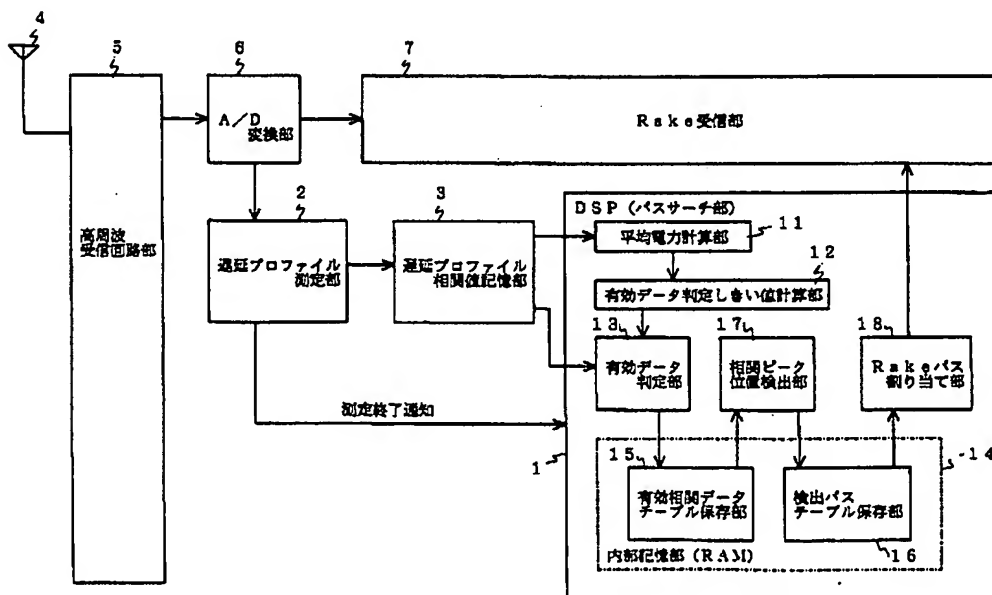 4
5
6
7
高周波
受信回路部
A／D
変換部
Rake受信部
2
3
遅延プロファイル
測定部
遅延プロファイル
相関値記憶部
DSP（パスサーチ部）
平均電力計算部
11
12
有効データ判定しきい値計算部
13
17
18
有効データ
判定部
相関ピーク
位置検出部
Rakeパス
割り当て部
測定終了通知
1
14
15
有効相関データ
テーブル保存部
検出パス
テーブル保存部
内部記憶部（RAM）
16